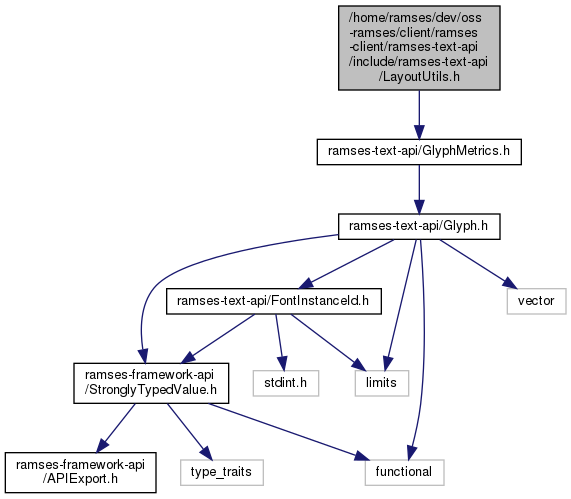 /home/ramses/dev/oss
-ramses/client/ramses
-client/ramses-text-api
/include/ramses-text-api
/LayoutUtils.h
ramses-text-api/GlyphMetrics.h
ramses-text-api/Glyph.h
ramses-text-api/FontInstanceId.h
vector
ramses-framework-api
/StronglyTypedValue.h
stdint.h
limits
ramses-framework-api
/APIExport.h
type_traits
functional